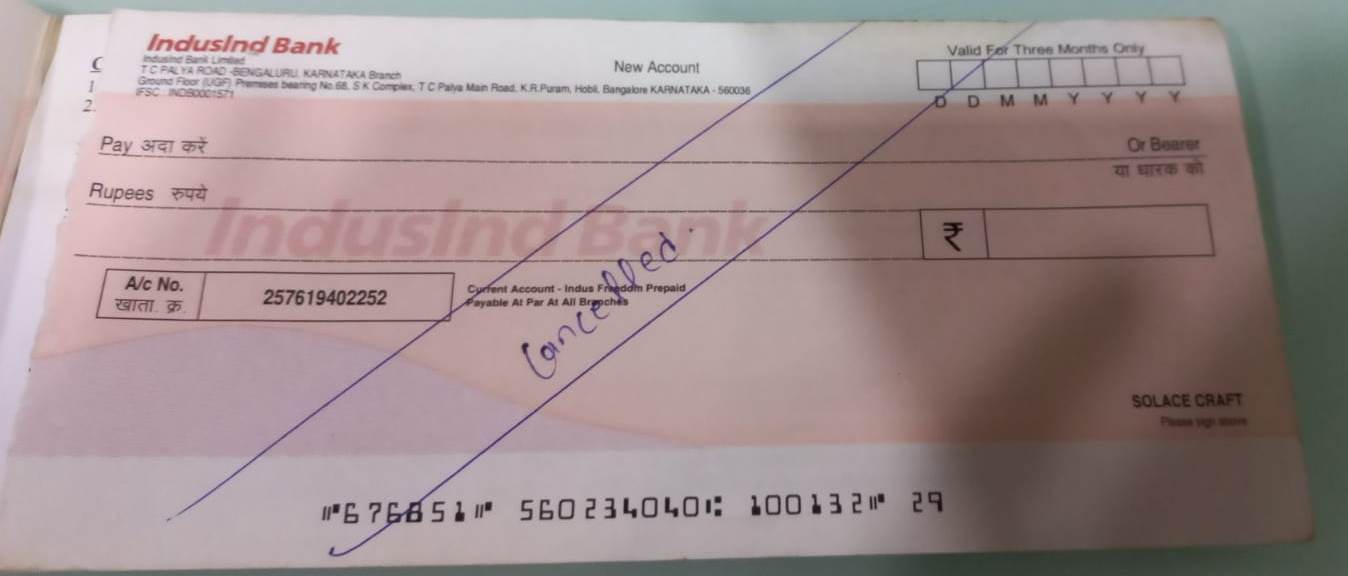 IndusInd Bank
IndusInd Bank Limited
T C PALYA ROAD -BENGALURU, KARNATAKA Branch
Ground Floor (UGF) Premises bearing No.68, S K Complex, T C Palya Main Road, K.R.Puram, Hobli, Bangalore KARNATAKA - 560036
IFSC : INDB0001571
New Account
Valid For Three Months Only
D D M M Y Y Y Y
C
1
2.
Pay अदा करें
Or Bearer
या धारक को
Rupees रुपये
IndusInd Bank
₹
A/c No.
खाता. क्र.
257619402252
Current Account - Indus Freedom Prepaid
Payable At Par At All Branches
Cancelled.
SOLACE CRAFT
Please sign above
⑈676851⑈ 560234040⑆ 100132⑈ 29